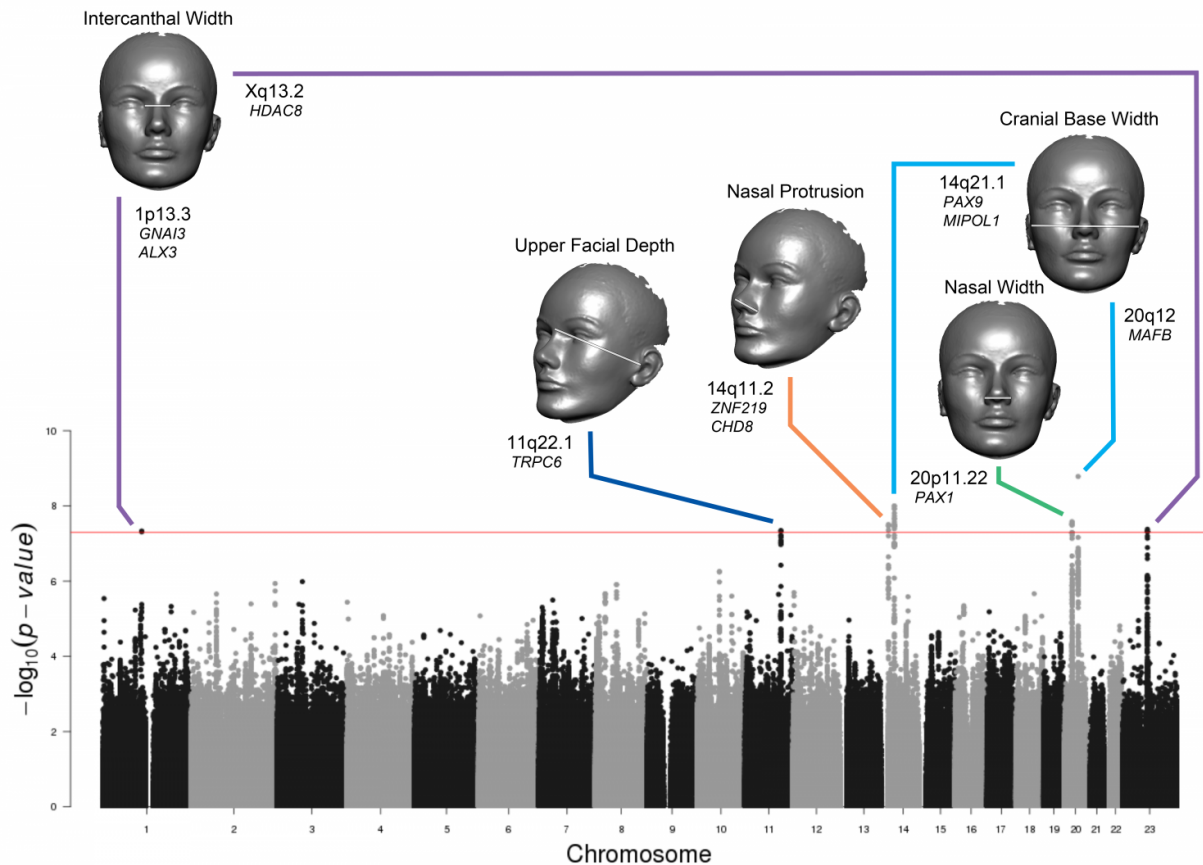 Intercanthal Width
Xq13.2
HDAC8
Cranial Base Width
1p13.3
GNAI3
ALX3
Nasal Protrusion
14q21.1
PAX9
MIPOL1
Upper Facial Depth
Nasal Width
20q12
MAFB
14q11.2
ZNF219
CHD8
11q22.1
TRPC6
20p11.22
PAX1
10
8
6
4
2
0
−log10(p − value)
1 2 3 4 5 6 7 8 9 10 11 12 13 14 15 16 17 18 19 20 21 22 23
Chromosome